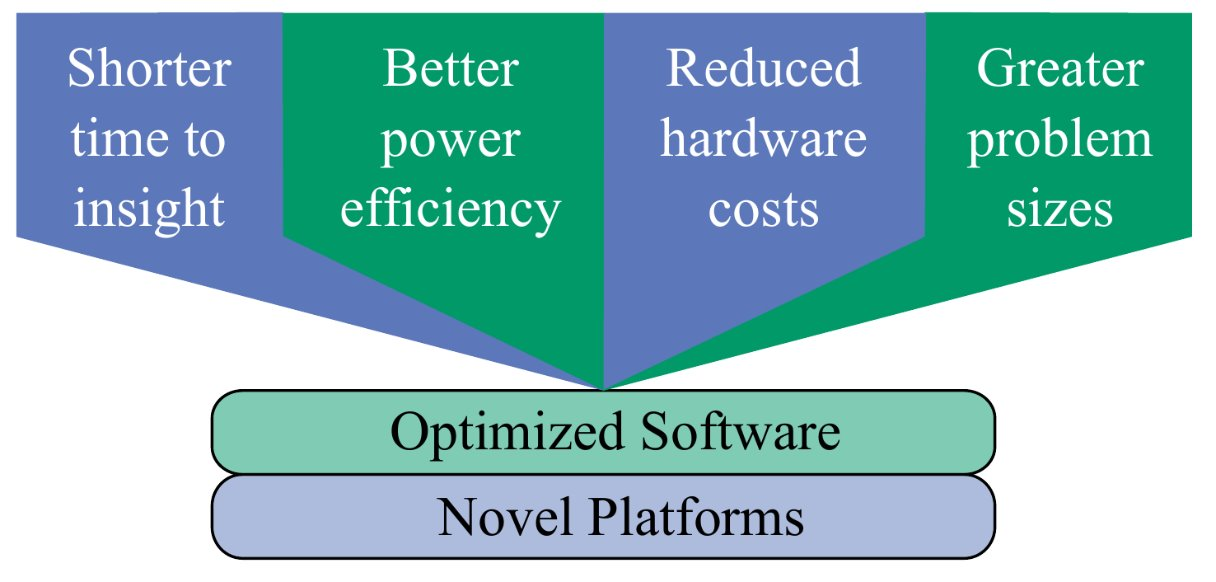 Shorter
time to
insight
Better
power
efficiency
Reduced
hardware
costs
Greater
problem
sizes
Optimized Software
Novel Platforms